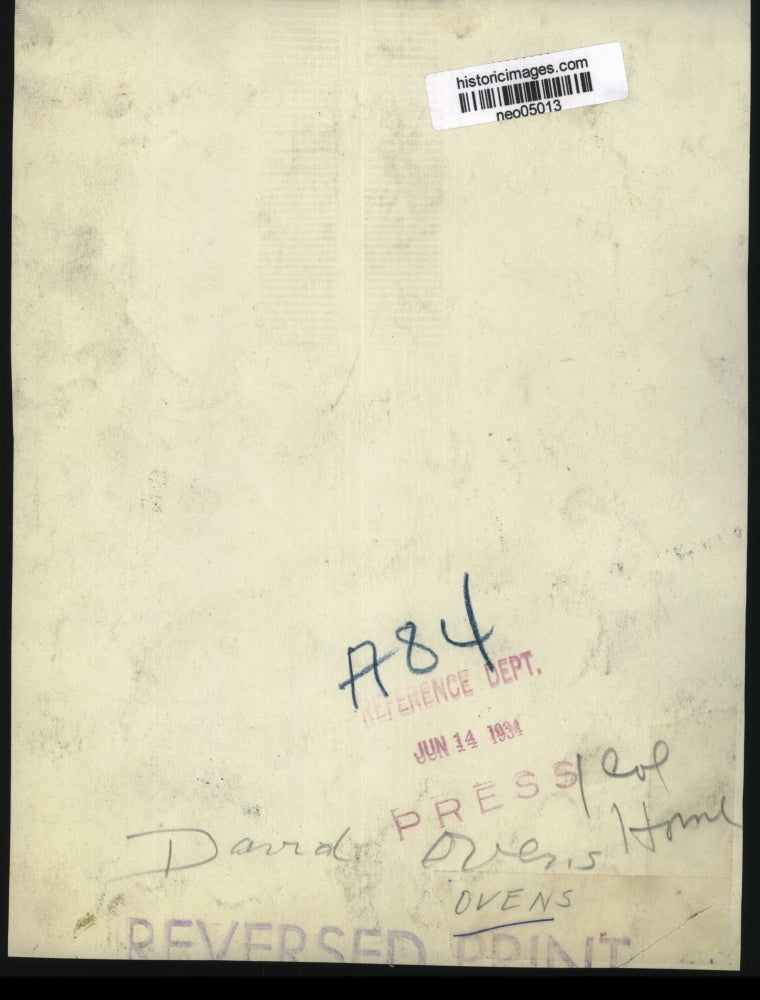 historicimages.com
neo05013
A84
REFERENCE DEPT.
JUN 14 1934
PRESS
1 Col
David Ovens Home
OVENS
REVERSED PRINT